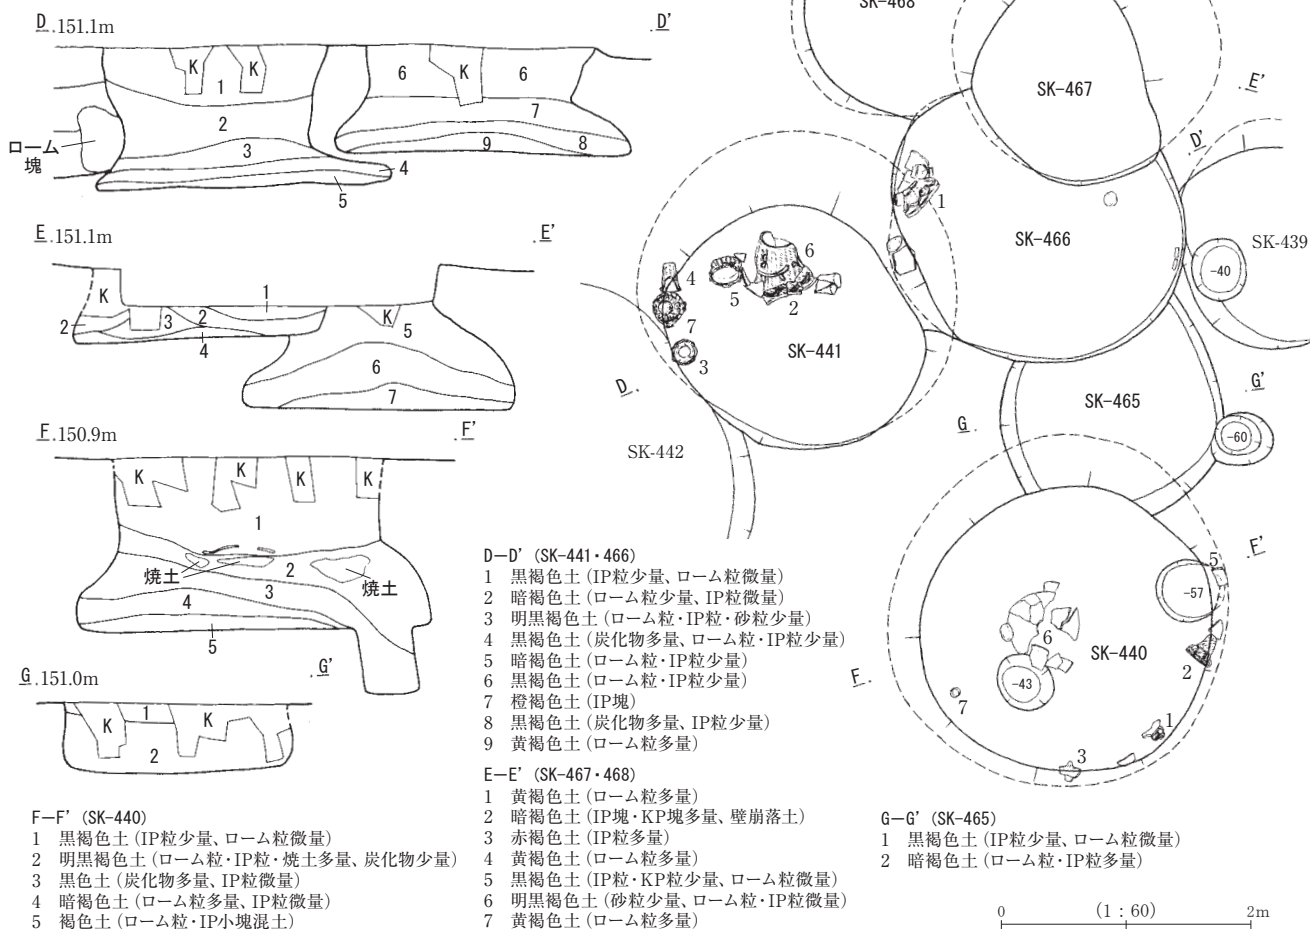 D.151.1m
.D'
K
K
1
2
3
4
5
ローム
塊
6
6
K
7
8
9
E.151.1m
.E'
K
2
3
2
1
4
K
5
6
7
F.150.9m
.F'
K
K
K
K
1
焼土
2
焼土
3
4
5
G.151.0m
.G'
K
1
K
2
SK-468
SK-467
.E'
D'
SK-466
1
SK-439
-40
6
4
5
2
7
3
SK-441
D.
SK-442
SK-465
G'
G.
-60
F'
5
-57
6
SK-440
2
-43
F.
7
1
3
D－D' (SK-441・466)
1 黒褐色土 (IP粒少量、ローム粒微量)
2 暗褐色土 (ローム粒少量、IP粒微量)
3 明黒褐色土 (ローム粒・IP粒・砂粒少量)
4 黒褐色土 (炭化物多量、ローム粒・IP粒少量)
5 暗褐色土 (ローム粒・IP粒少量)
6 黒褐色土 (ローム粒・IP粒少量)
7 橙褐色土 (IP塊)
8 黒褐色土 (炭化物多量、IP粒少量)
9 黄褐色土 (ローム粒多量)
E－E' (SK-467・468)
1 黄褐色土 (ローム粒多量)
2 暗褐色土 (IP塊・KP塊多量、壁崩落土)
3 赤褐色土 (IP粒多量)
4 黄褐色土 (ローム粒多量)
5 黒褐色土 (IP粒・KP粒少量、ローム粒微量)
6 明黒褐色土 (砂粒少量、ローム粒・IP粒微量)
7 黄褐色土 (ローム粒多量)
F－F' (SK-440)
1 黒褐色土 (IP粒少量、ローム粒微量)
2 明黒褐色土 (ローム粒・IP粒・焼土多量、炭化物少量)
3 黒色土 (炭化物多量、IP粒微量)
4 暗褐色土 (ローム粒多量、IP粒微量)
5 褐色土 (ローム粒・IP小塊混土)
G－G' (SK-465)
1 黒褐色土 (IP粒少量、ローム粒微量)
2 暗褐色土 (ローム粒・IP粒多量)
0 (1：60) 2m